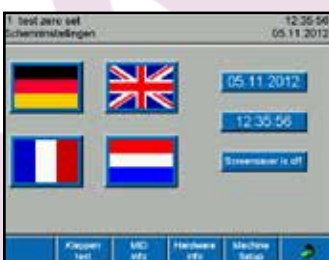 1 test zero set
12:35:56
Scherminstellingen
05.11.2012
05.11.2012
12:35:56
Screensaver is off
Kleppen test
MID info
Hardware info
Machine Setup